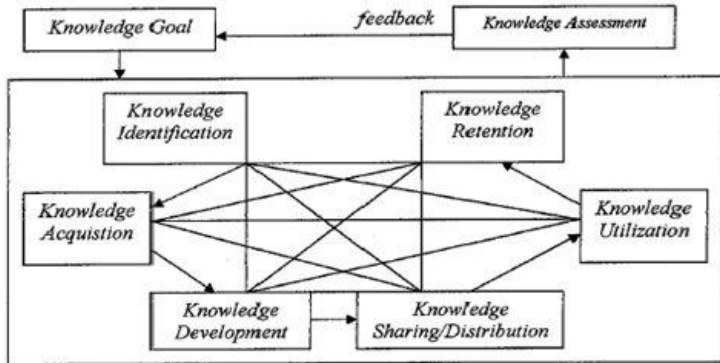 Knowledge Goal
feedback
Knowledge Assessment
Knowledge
Identification
Knowledge
Retention
Knowledge
Acquistion
Knowledge
Utilization
Knowledge
Development
Knowledge
Sharing/Distribution